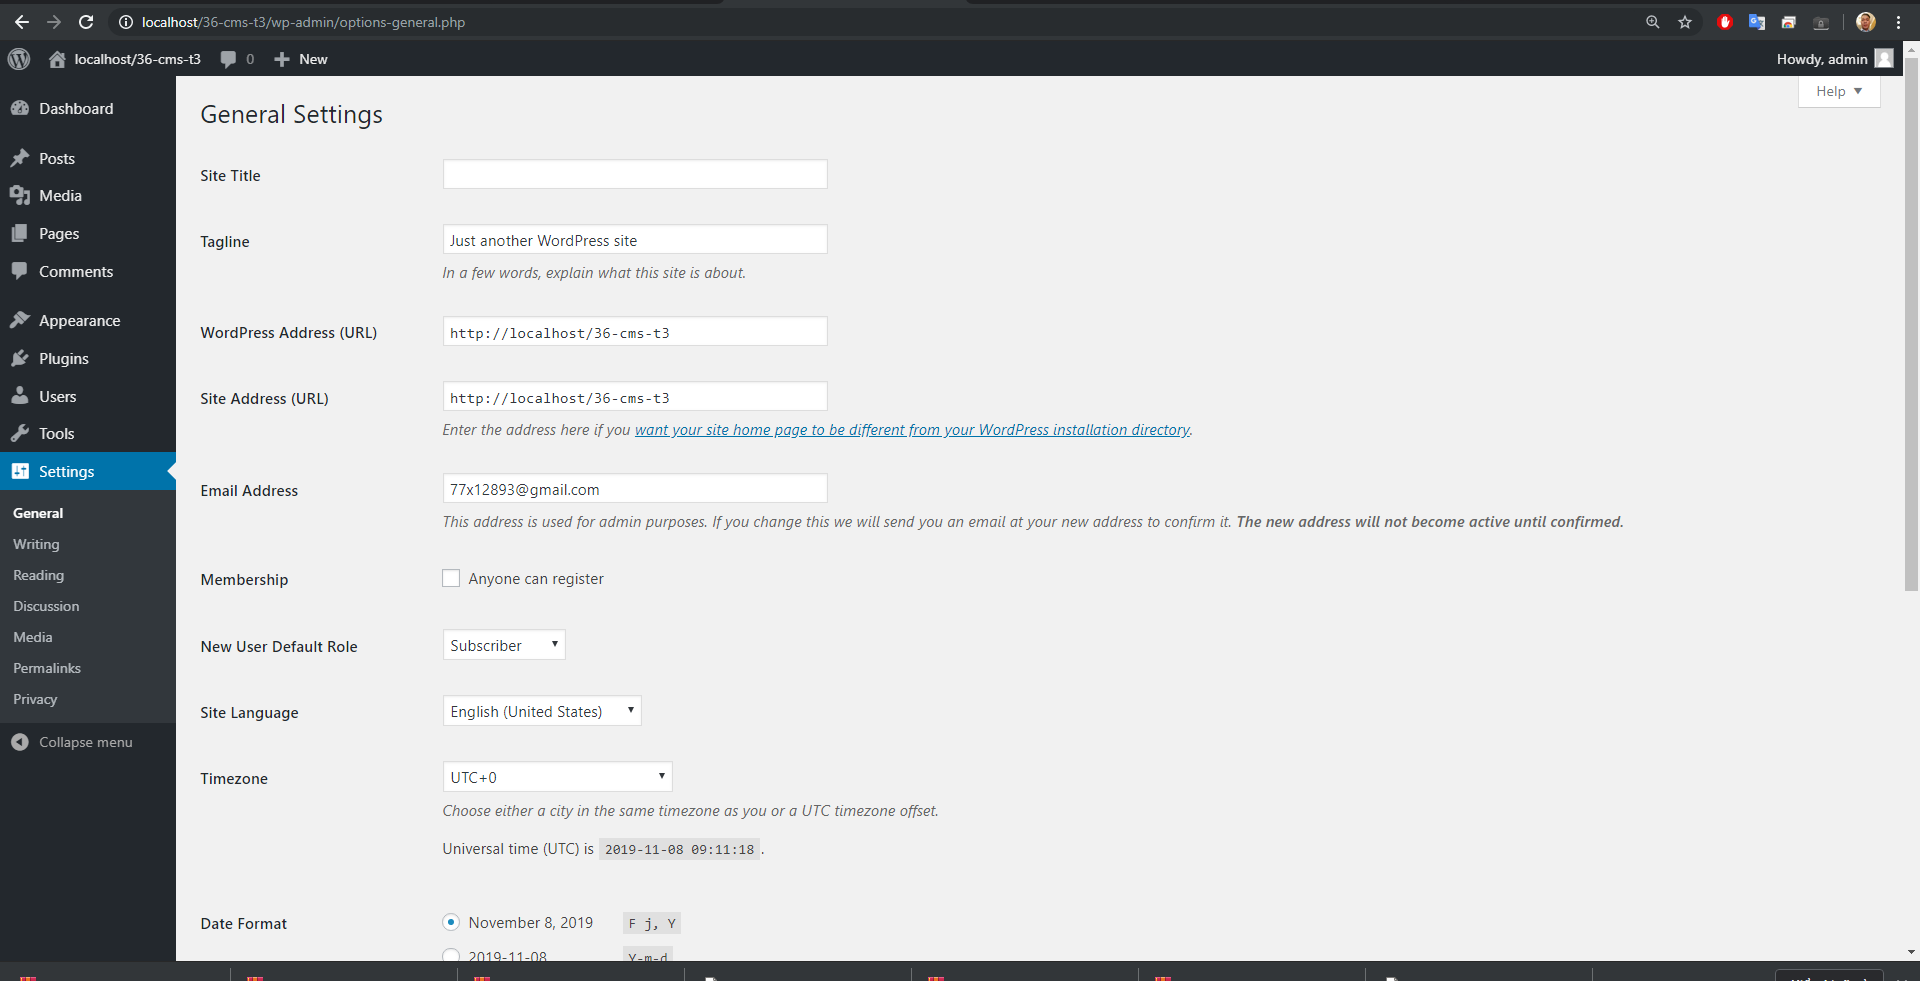 localhost/36-cms-t3/wp-admin/options-general.php
localhost/36-cms-t3 0 New Howdy, admin
Help
Dashboard
Posts
Media
Pages
Comments
Appearance
Plugins
Users
Tools
Settings
General
Writing
Reading
Discussion
Media
Permalinks
Privacy
Collapse menu
General Settings
Site Title
Tagline Just another WordPress site
In a few words, explain what this site is about.
WordPress Address (URL) http://localhost/36-cms-t3
Site Address (URL) http://localhost/36-cms-t3
Enter the address here if you want your site home page to be different from your WordPress installation directory.
Email Address 77x12893@gmail.com
This address is used for admin purposes. If you change this we will send you an email at your new address to confirm it. The new address will not become active until confirmed.
Membership Anyone can register
New User Default Role Subscriber
Site Language English (United States)
Timezone UTC+0
Choose either a city in the same timezone as you or a UTC timezone offset.
Universal time (UTC) is 2019-11-08 09:11:18 .
Date Format November 8, 2019 F j, Y
2019-11-08 Y-m-d